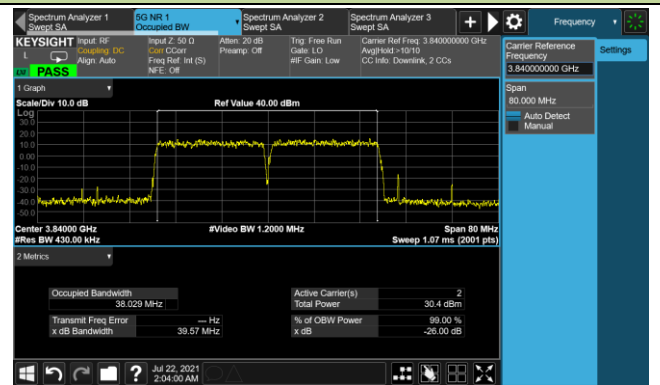 Spectrum Analyzer 1
Swept SA
5G NR 1
Occupied BW
Spectrum Analyzer 2
Swept SA
Spectrum Analyzer 3
Swept SA
Frequency
KEYSIGHT
L
PASS
Input: RF
Coupling: DC
Align: Auto
Input Z: 50 Ω
Corr CCorr
Freq Ref: Int (S)
NFE: Off
Atten: 20 dB
Preamp: Off
Trig: Free Run
Gate: LO
#IF Gain: Low
Carrier Ref Freq: 3.840000000 GHz
Avg|Hold:>10/10
CC Info: Downlink, 2 CCs
Carrier Reference
Frequency
3.840000000 GHz
Settings
Span
80.000 MHz
Auto Detect
Manual
1 Graph
Scale/Div 10.0 dB
Ref Value 40.00 dBm
Log
30.0
20.0
10.0
0.00
-10.0
-20.0
-30.0
-40.0
-50.0
Center 3.84000 GHz
#Video BW 1.2000 MHz
Span 80 MHz
#Res BW 430.00 kHz
Sweep 1.07 ms (2001 pts)
2 Metrics
Occupied Bandwidth
38.029 MHz
Active Carrier(s) 2
Total Power 30.4 dBm
Transmit Freq Error --- Hz
x dB Bandwidth 39.57 MHz
% of OBW Power 99.00 %
x dB -26.00 dB
?
Jul 22, 2021
2:04:00 AM